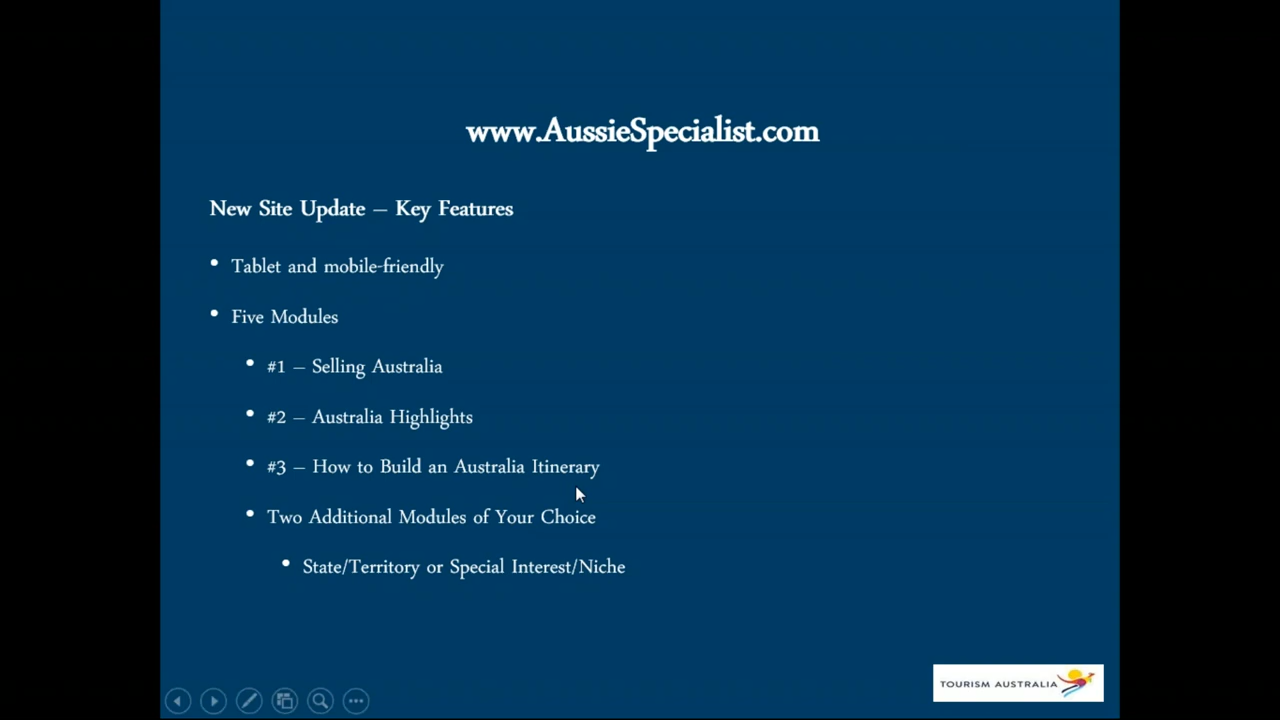 www.AussieSpecialist.com
New Site Update – Key Features
• Tablet and mobile-friendly
• Five Modules
• #1 – Selling Australia
• #2 – Australia Highlights
• #3 – How to Build an Australia Itinerary
• Two Additional Modules of Your Choice
• State/Territory or Special Interest/Niche
TOURISM AUSTRALIA